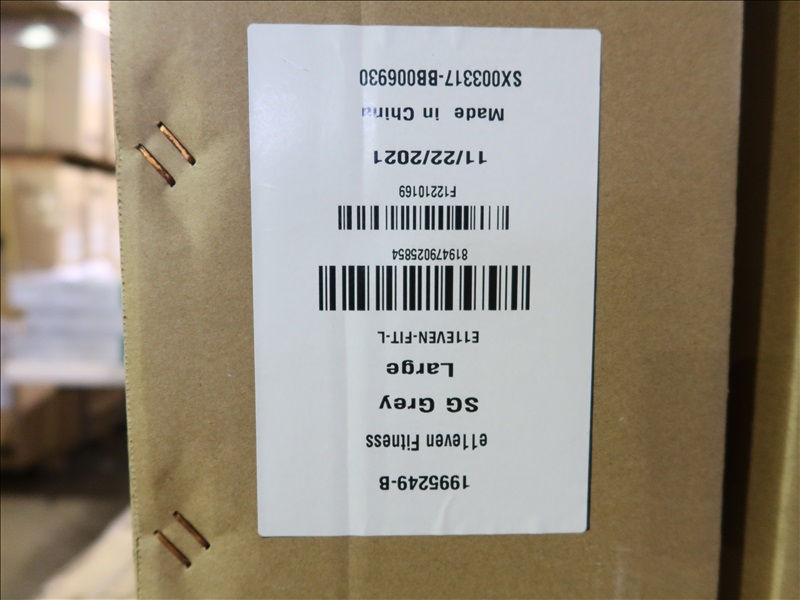 1995249-B
e11even Fitness
SG Grey
Large
E11EVEN-FIT-L
819479025854
F12210169
11/22/2021
Made in China
SX003317-BB006930